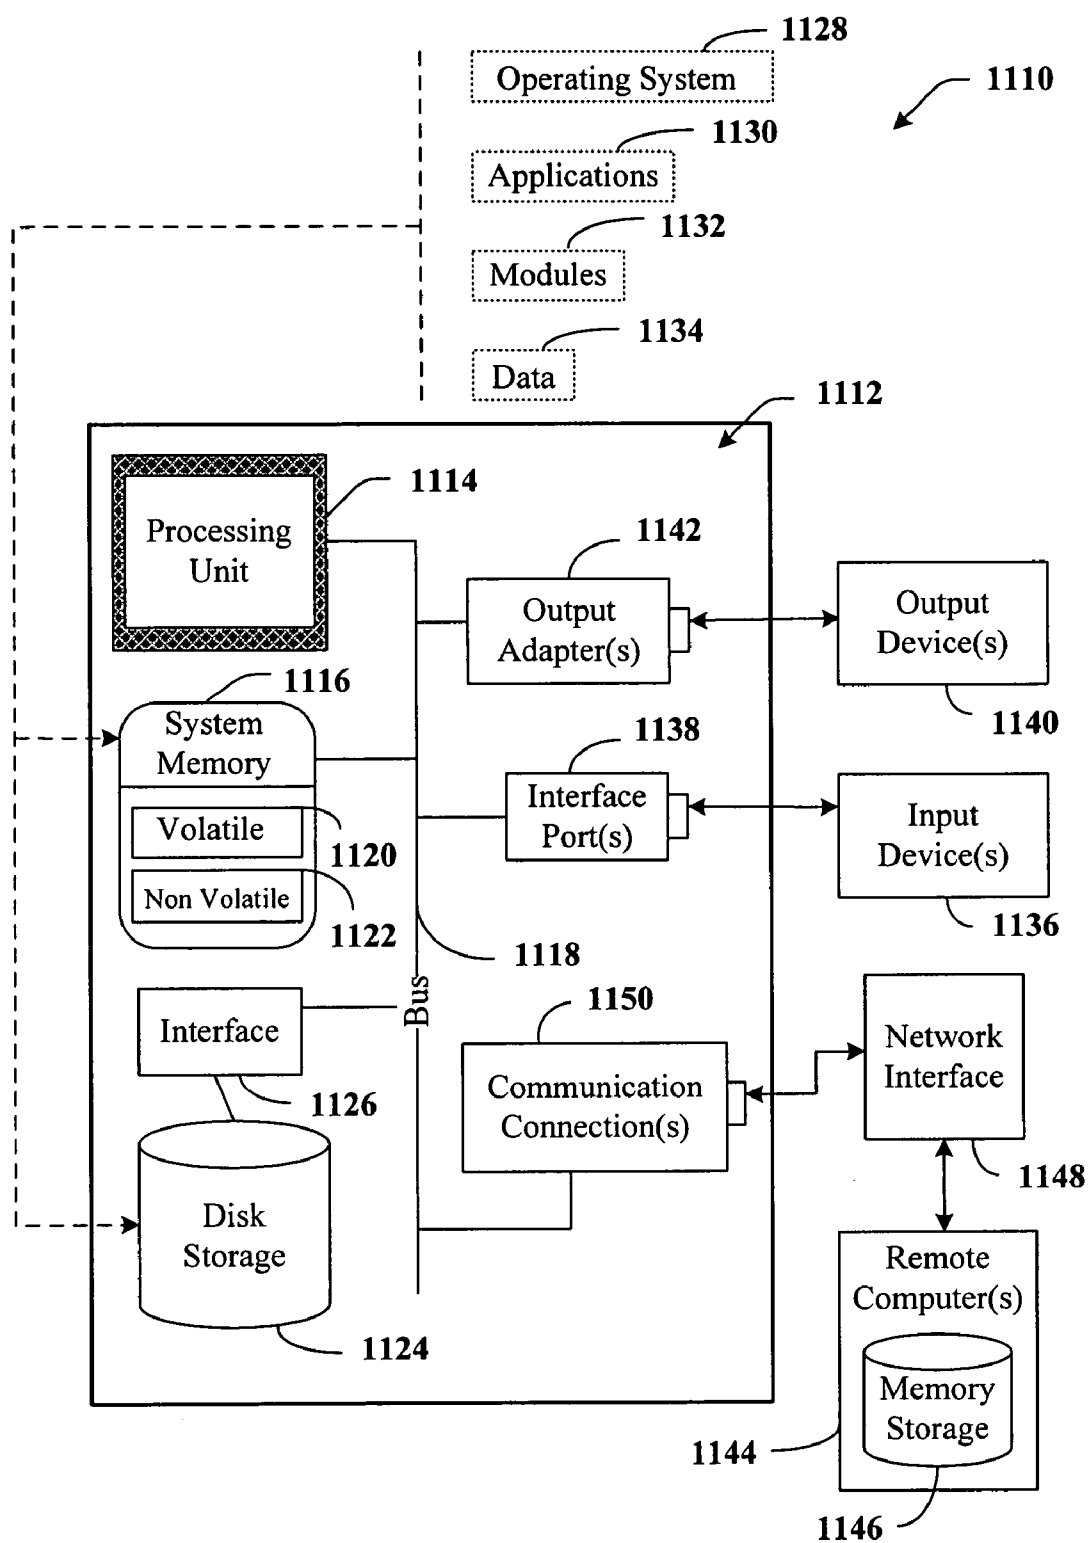 1128
Operating System
1110
1130
Applications
1132
Modules
1134
Data
1112
1114
Processing
Unit
1142
Output
Adapter(s)
Output
Device(s)
1140
1116
System
Memory
1138
Interface
Port(s)
Input
Device(s)
1136
Volatile
1120
Non Volatile
1122
1118
Bus
1150
Interface
1126
Communication
Connection(s)
Network
Interface
1148
Disk
Storage
1124
Remote
Computer(s)
Memory
Storage
1144
1146